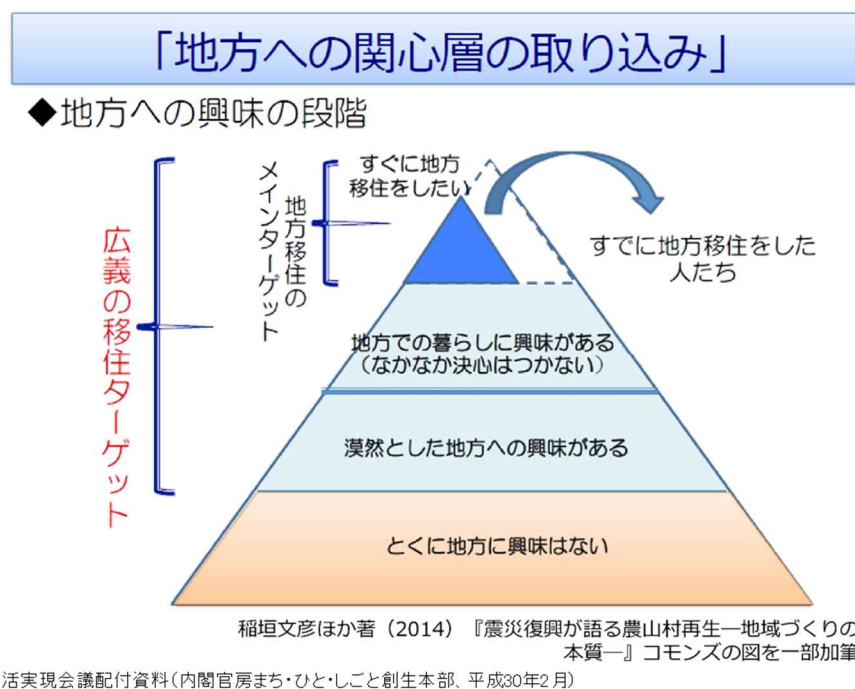 「地方への関心層の取り込み」
◆地方への興味の段階
すぐに地方
移住をしたい
地方移住の
メインターゲット
広義の移住ターゲット
すでに地方移住をした
人たち
地方での暮らしに興味がある
（なかなか決心はつかない）
漠然とした地方への興味がある
とくに地方に興味はない
稲垣文彦ほか著（2014）『震災復興が語る農山村再生―地域づくりの
本質―』コモンズの図を一部加筆
活実現会議配付資料（内閣官房まち・ひと・しごと創生本部、平成30年2月）